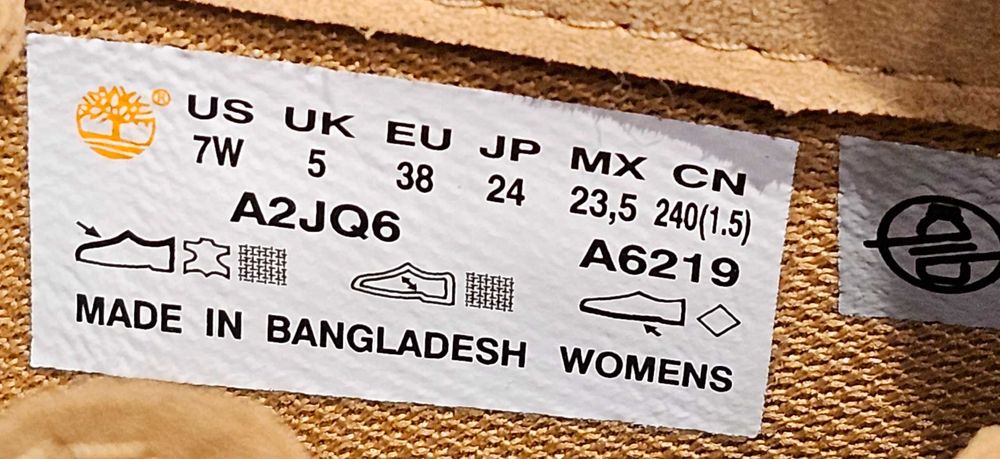 ® US UK EU JP MX CN
7W 5 38 24 23,5 240(1.5)
A2JQ6 A6219
MADE IN BANGLADESH WOMENS